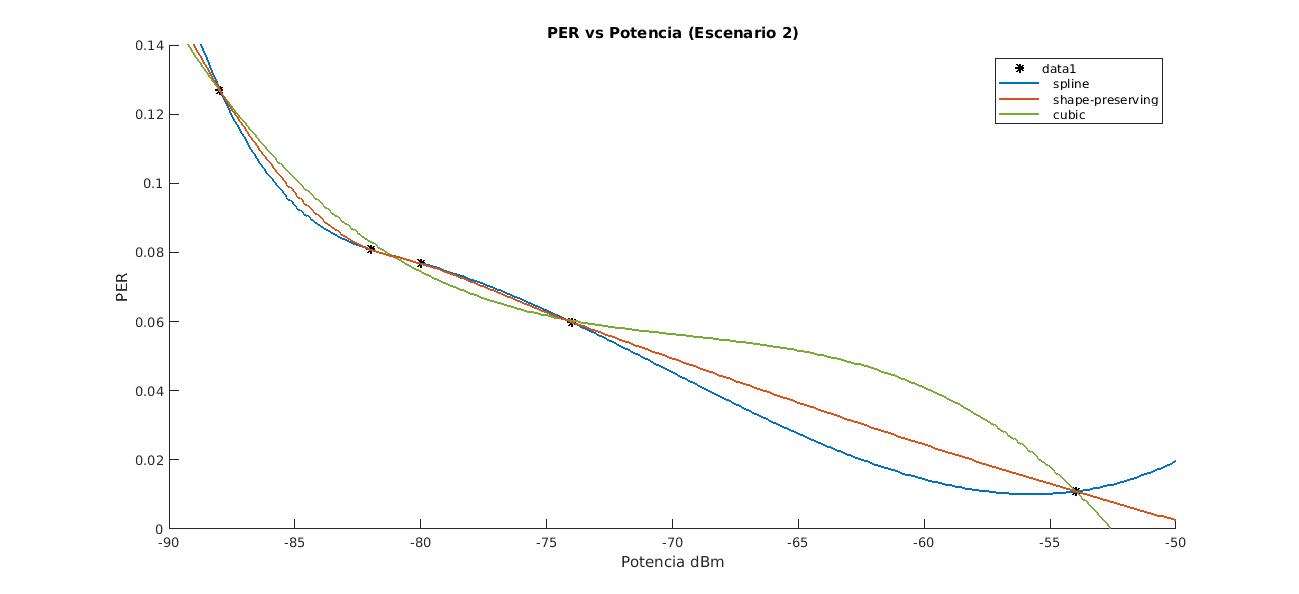 PER vs Potencia (Escenario 2)
data1
spline
shape-preserving
cubic
PER
0.14
0.12
0.1
0.08
0.06
0.04
0.02
0
-90 -85 -80 -75 -70 -65 -60 -55 -50
Potencia dBm